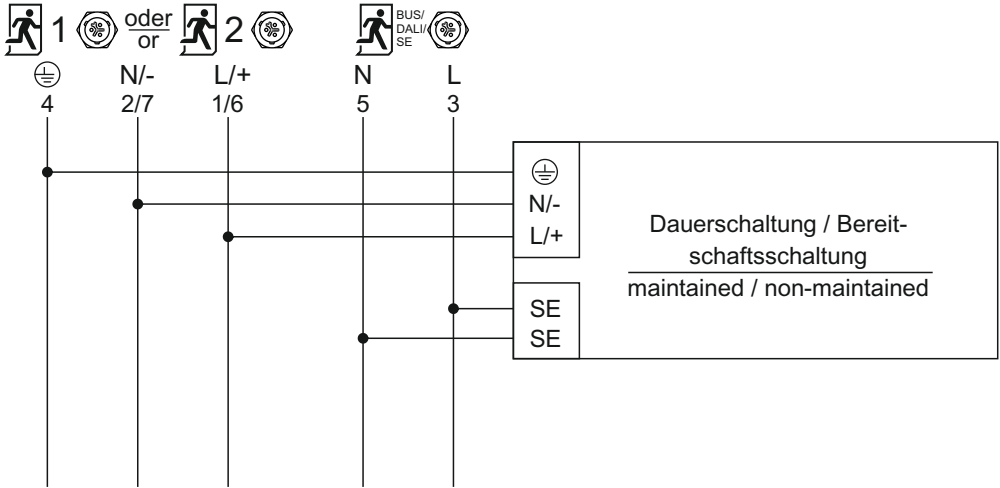 1 oder 2 BUS/
or DALI/
SE
N/- L/+ N L
4 2/7 1/6 5 3
N/-
L/+
Dauerschaltung / Bereit-
schaftsschaltung
maintained / non-maintained
SE
SE